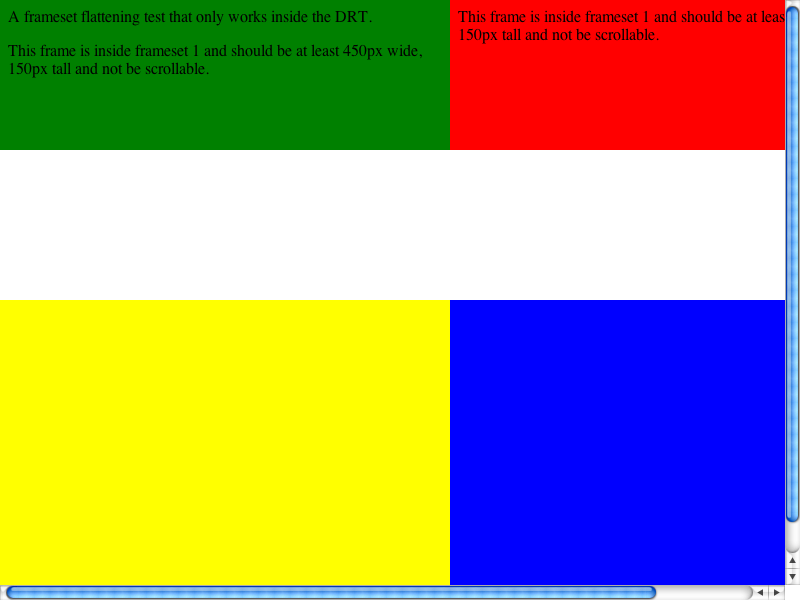 A frameset flattening test that only works inside the DRT.
This frame is inside frameset 1 and should be at least 450px wide,
150px tall and not be scrollable.
This frame is inside frameset 1 and should be at leas
150px tall and not be scrollable.